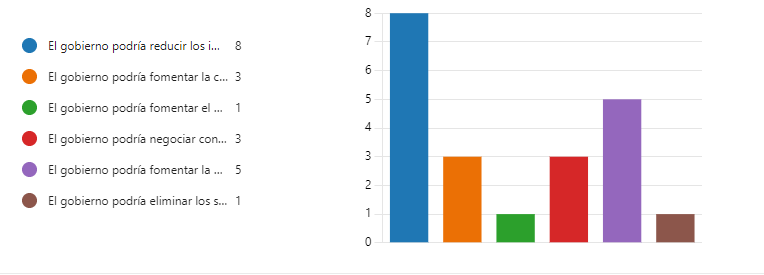 El gobierno podría reducir los i... 8
El gobierno podría fomentar la c... 3
El gobierno podría fomentar el ... 1
El gobierno podría negociar con... 3
El gobierno podría fomentar la ... 5
El gobierno podría eliminar los s... 1
8
7
6
5
4
3
2
1
0